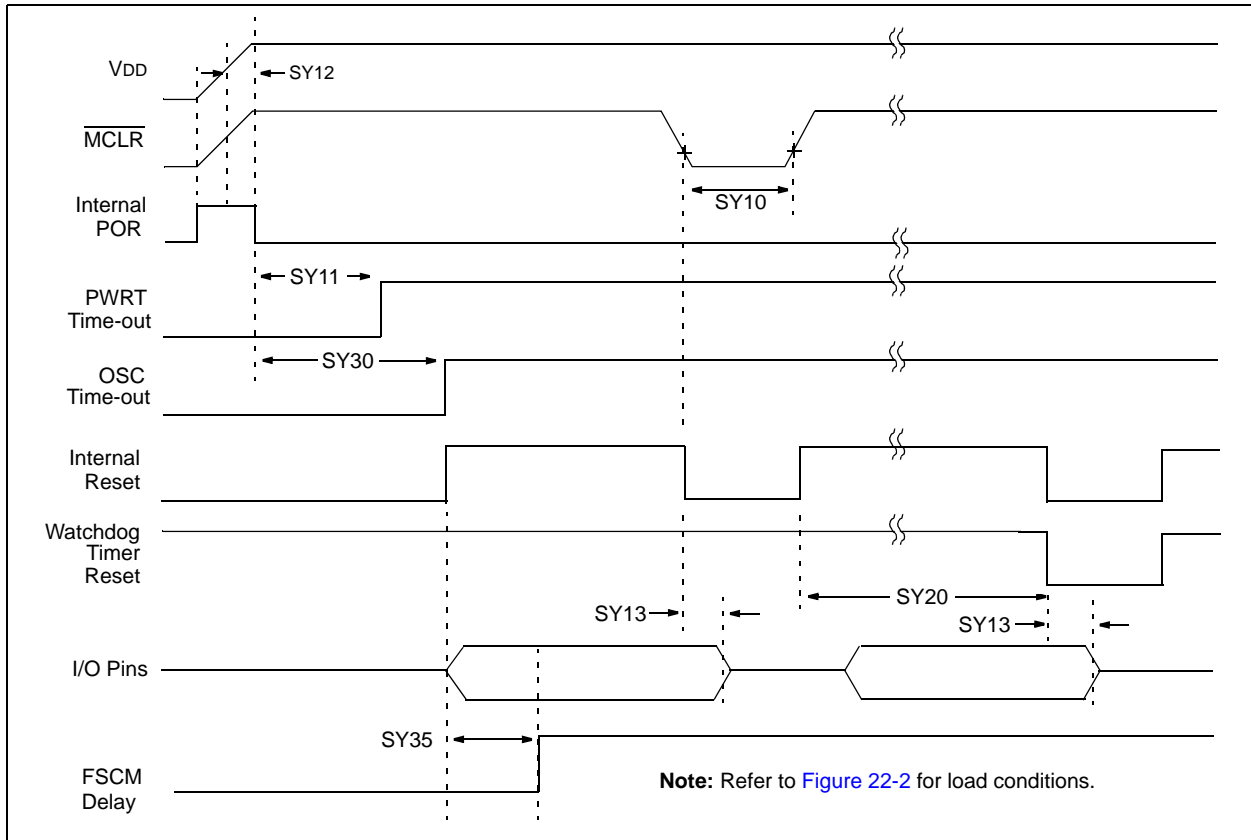 VDD
SY12
MCLR
SY10
Internal
POR
SY11
PWRT
Time-out
SY30
OSC
Time-out
Internal
Reset
Watchdog
Timer
Reset
SY20
SY13
SY13
I/O Pins
SY35
FSCM
Delay
Note: Refer to Figure 22-2 for load conditions.